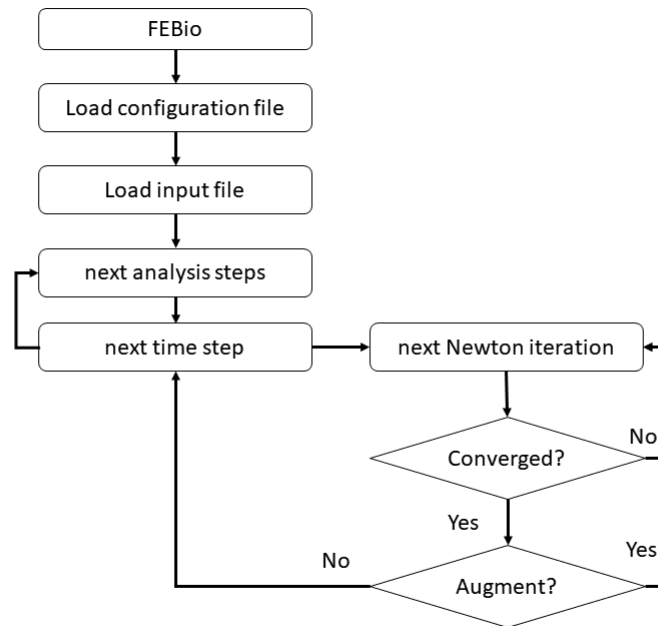 FEBio
Load configuration file
Load input file
next analysis steps
next time step
next Newton iteration
Converged?
No
Yes
No
Yes
Augment?